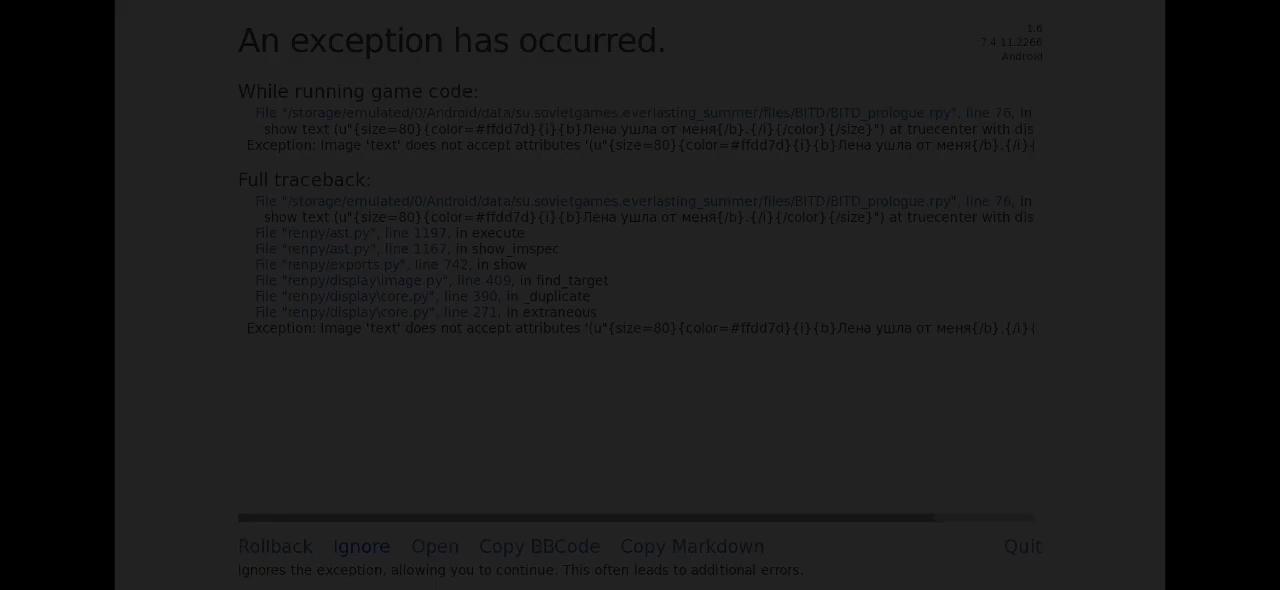 An exception has occurred.
1.6
7.4.11.2266
Android
While running game code:
File "/storage/emulated/0/Android/data/su.sovietgames.everlasting_summer/files/BITD/BITD_prologue.rpy", line 76, in
show text (u"{size=80}{color=#ffdd7d}{i}{b}Лена ушла от меня{/b}.{/i}{/color}{/size}") at truecenter with dis
Exception: Image 'text' does not accept attributes '(u"{size=80}{color=#ffdd7d}{i}{b}Лена ушла от меня{/b}.{/i}{
Full traceback:
File "/storage/emulated/0/Android/data/su.sovietgames.everlasting_summer/files/BITD/BITD_prologue.rpy", line 76, in
show text (u"{size=80}{color=#ffdd7d}{i}{b}Лена ушла от меня{/b}.{/i}{/color}{/size}") at truecenter with dis
File "renpy/ast.py", line 1197, in execute
File "renpy/ast.py", line 1167, in show_imspec
File "renpy/exports.py", line 742, in show
File "renpy/display\image.py", line 409, in find_target
File "renpy/display\core.py", line 390, in _duplicate
File "renpy/display\core.py", line 271, in extraneous
Exception: Image 'text' does not accept attributes '(u"{size=80}{color=#ffdd7d}{i}{b}Лена ушла от меня{/b}.{/i}{
Rollback Ignore Open Copy BBCode Copy Markdown Quit
Ignores the exception, allowing you to continue. This often leads to additional errors.